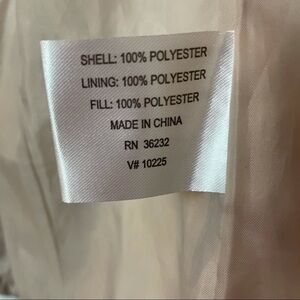 SHELL: 100% POLYESTER
LINING: 100% POLYESTER
FILL: 100% POLYESTER
MADE IN CHINA
RN 36232
V# 10225